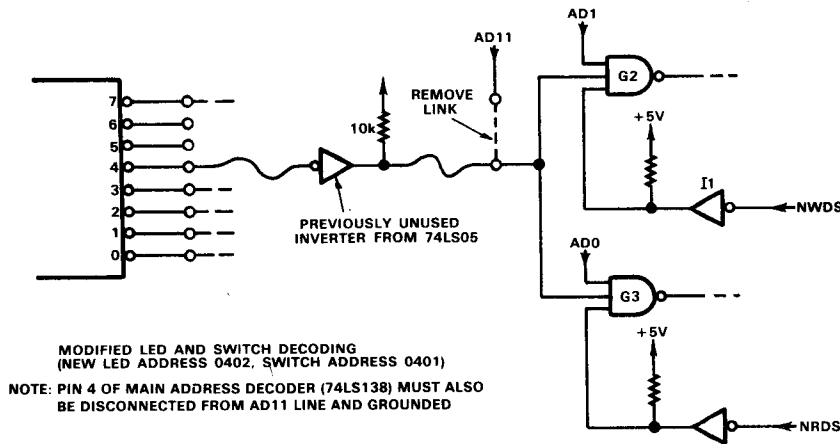 AD1
AD11
G2
REMOVE
LINK
7
6
5
4
3
2
1
0
10k
+5V
I1
NWDS
PREVIOUSLY UNUSED
INVERTER FROM 74LS05
AD0
G3
+5V
NRDS
MODIFIED LED AND SWITCH DECODING
(NEW LED ADDRESS 0402, SWITCH ADDRESS 0401)
NOTE: PIN 4 OF MAIN ADDRESS DECODER (74LS138) MUST ALSO
BE DISCONNECTED FROM AD11 LINE AND GROUNDED